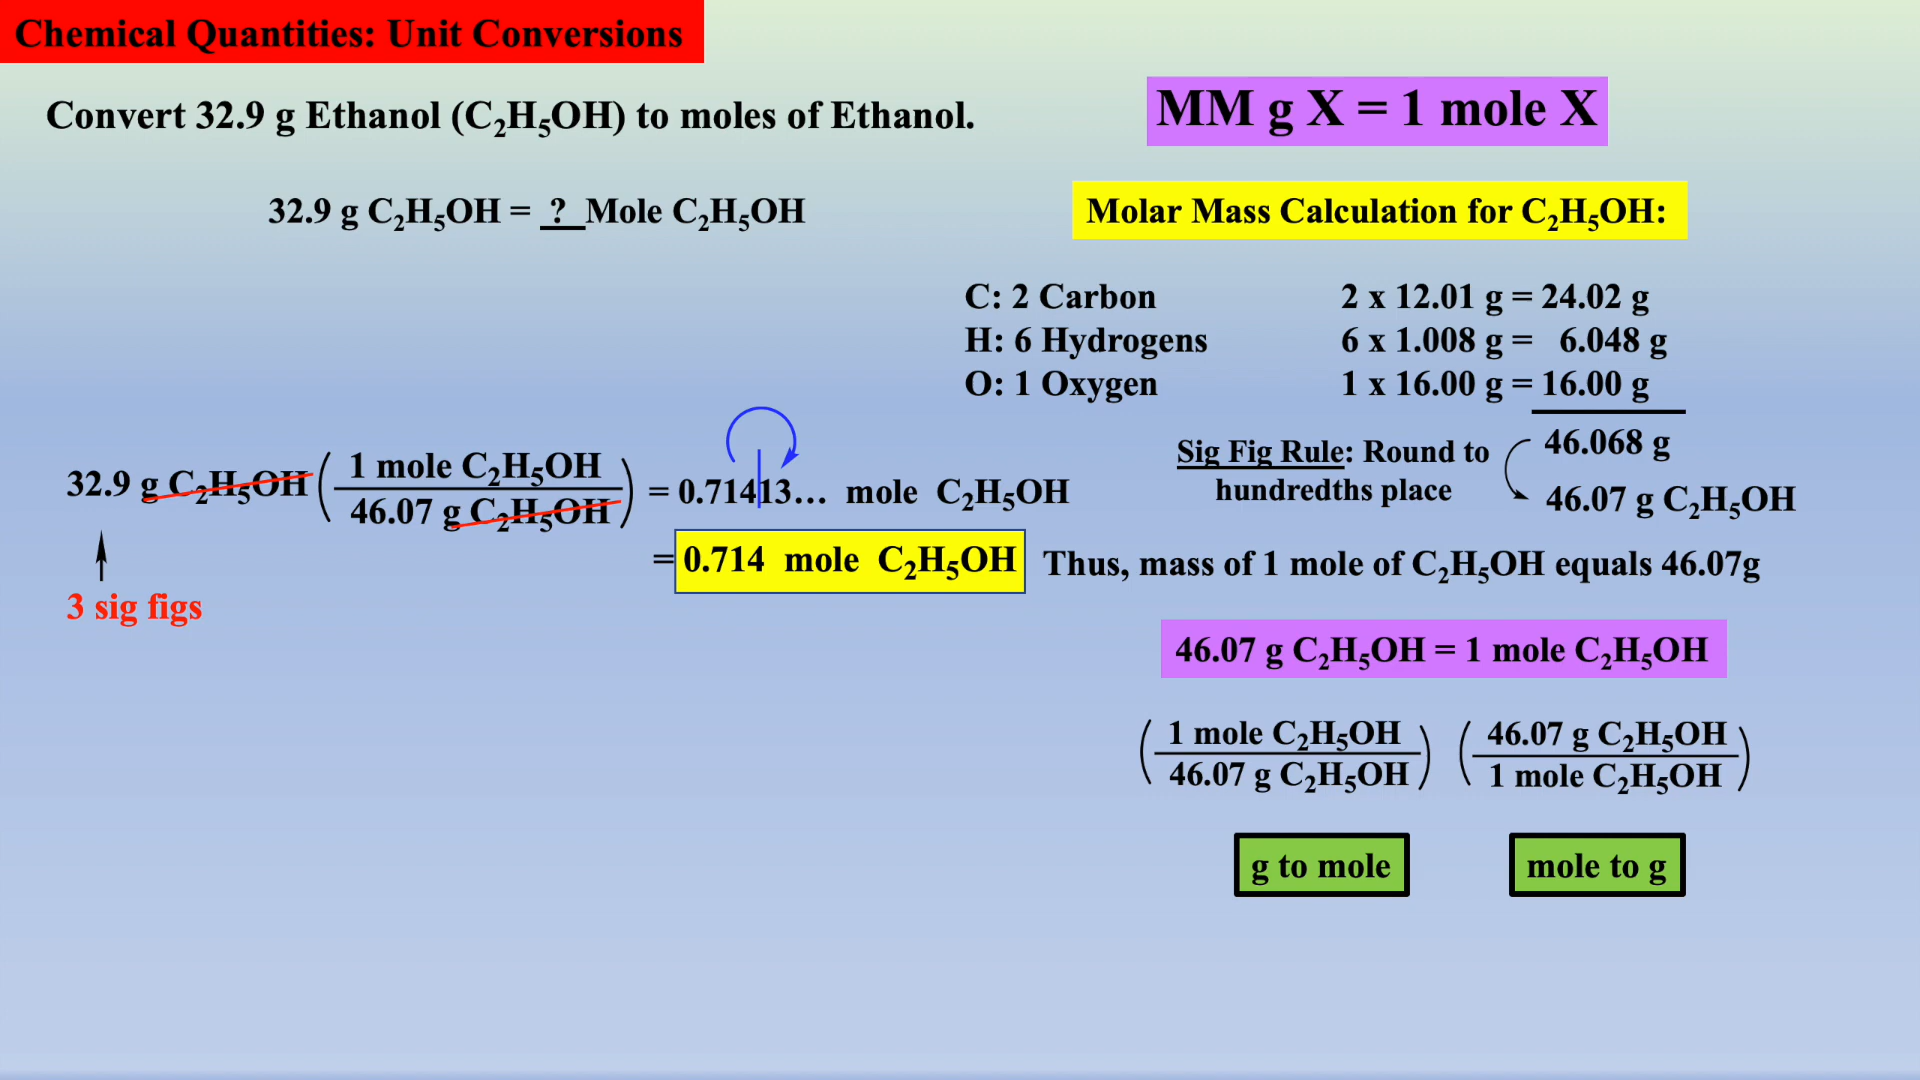 Chemical Quantities: Unit Conversions
Convert 32.9 g Ethanol (C₂H₅OH) to moles of Ethanol.
MM g X = 1 mole X
32.9 g C₂H₅OH = _?_ Mole C₂H₅OH
Molar Mass Calculation for C₂H₅OH:
C: 2 Carbon 2 x 12.01 g = 24.02 g
H: 6 Hydrogens 6 x 1.008 g = 6.048 g
O: 1 Oxygen 1 x 16.00 g = 16.00 g
46.068 g
Sig Fig Rule: Round to
hundredths place
46.07 g C₂H₅OH
32.9 g C₂H₅OH ( 1 mole C₂H₅OH / 46.07 g C₂H₅OH ) = 0.71413... mole C₂H₅OH
= 0.714 mole C₂H₅OH
3 sig figs
Thus, mass of 1 mole of C₂H₅OH equals 46.07g
46.07 g C₂H₅OH = 1 mole C₂H₅OH
( 1 mole C₂H₅OH / 46.07 g C₂H₅OH ) ( 46.07 g C₂H₅OH / 1 mole C₂H₅OH )
g to mole
mole to g